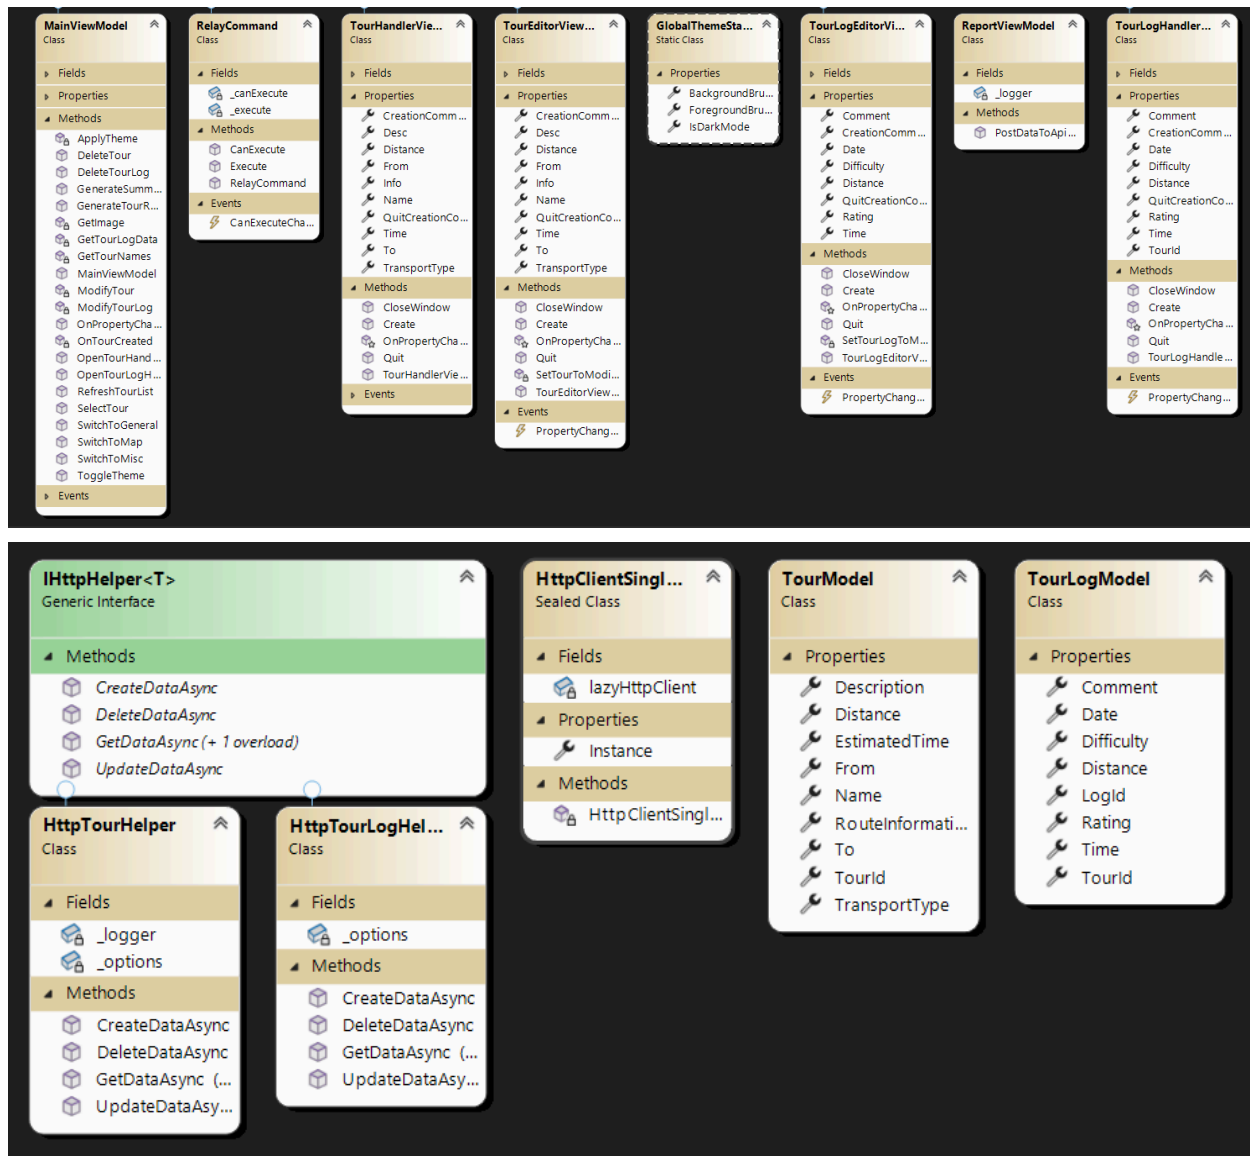 MainViewModel
Class
Fields
Properties
Methods
ApplyTheme
DeleteTour
DeleteTourLog
GenerateSumm...
GenerateTourR...
GetImage
GetTourLogData
GetTourNames
MainViewModel
ModifyTour
ModifyTourLog
OnPropertyCha...
OnTourCreated
OpenTourHand...
OpenTourLogH...
RefreshTourList
SelectTour
SwitchToGeneral
SwitchToMap
SwitchToMisc
ToggleTheme
Events
RelayCommand
Class
Fields
_canExecute
_execute
Methods
CanExecute
Execute
RelayCommand
Events
CanExecuteCha...
TourHandlerVie...
Class
Fields
Properties
CreationComm...
Desc
Distance
From
Info
Name
QuitCreationCo...
Time
To
TransportType
Methods
CloseWindow
Create
OnPropertyCha...
Quit
TourHandlerVie...
Events
TourEditorView...
Class
Fields
Properties
CreationComm...
Desc
Distance
From
Info
Name
QuitCreationCo...
Time
To
TransportType
Methods
CloseWindow
Create
OnPropertyCha...
Quit
SetTourToModi...
TourEditorView...
Events
PropertyChang...
GlobalThemeSta...
Static Class
Properties
BackgroundBru...
ForegroundBru...
IsDarkMode
TourLogEditorVi...
Class
Fields
Properties
Comment
CreationComm...
Date
Difficulty
Distance
QuitCreationCo...
Rating
Time
Methods
CloseWindow
Create
OnPropertyCha...
Quit
SetTourLogToM...
TourLogEditorV...
Events
PropertyChang...
ReportViewModel
Class
Fields
_logger
Methods
PostDataToApi...
TourLogHandler...
Class
Fields
Properties
Comment
CreationComm...
Date
Difficulty
Distance
QuitCreationCo...
Rating
Time
TourId
Methods
CloseWindow
Create
OnPropertyCha...
Quit
TourLogHandle...
Events
PropertyChang...
IHttpHelper<T>
Generic Interface
Methods
CreateDataAsync
DeleteDataAsync
GetDataAsync (+ 1 overload)
UpdateDataAsync
HttpTourHelper
Class
Fields
_logger
_options
Methods
CreateDataAsync
DeleteDataAsync
GetDataAsync (...
UpdateDataAsy...
HttpTourLogHel...
Class
Fields
_options
Methods
CreateDataAsync
DeleteDataAsync
GetDataAsync (...
UpdateDataAsy...
HttpClientSingl...
Sealed Class
Fields
lazyHttpClient
Properties
Instance
Methods
HttpClientSingl...
TourModel
Class
Properties
Description
Distance
EstimatedTime
From
Name
RouteInformati...
To
TourId
TransportType
TourLogModel
Class
Properties
Comment
Date
Difficulty
Distance
LogId
Rating
Time
TourId